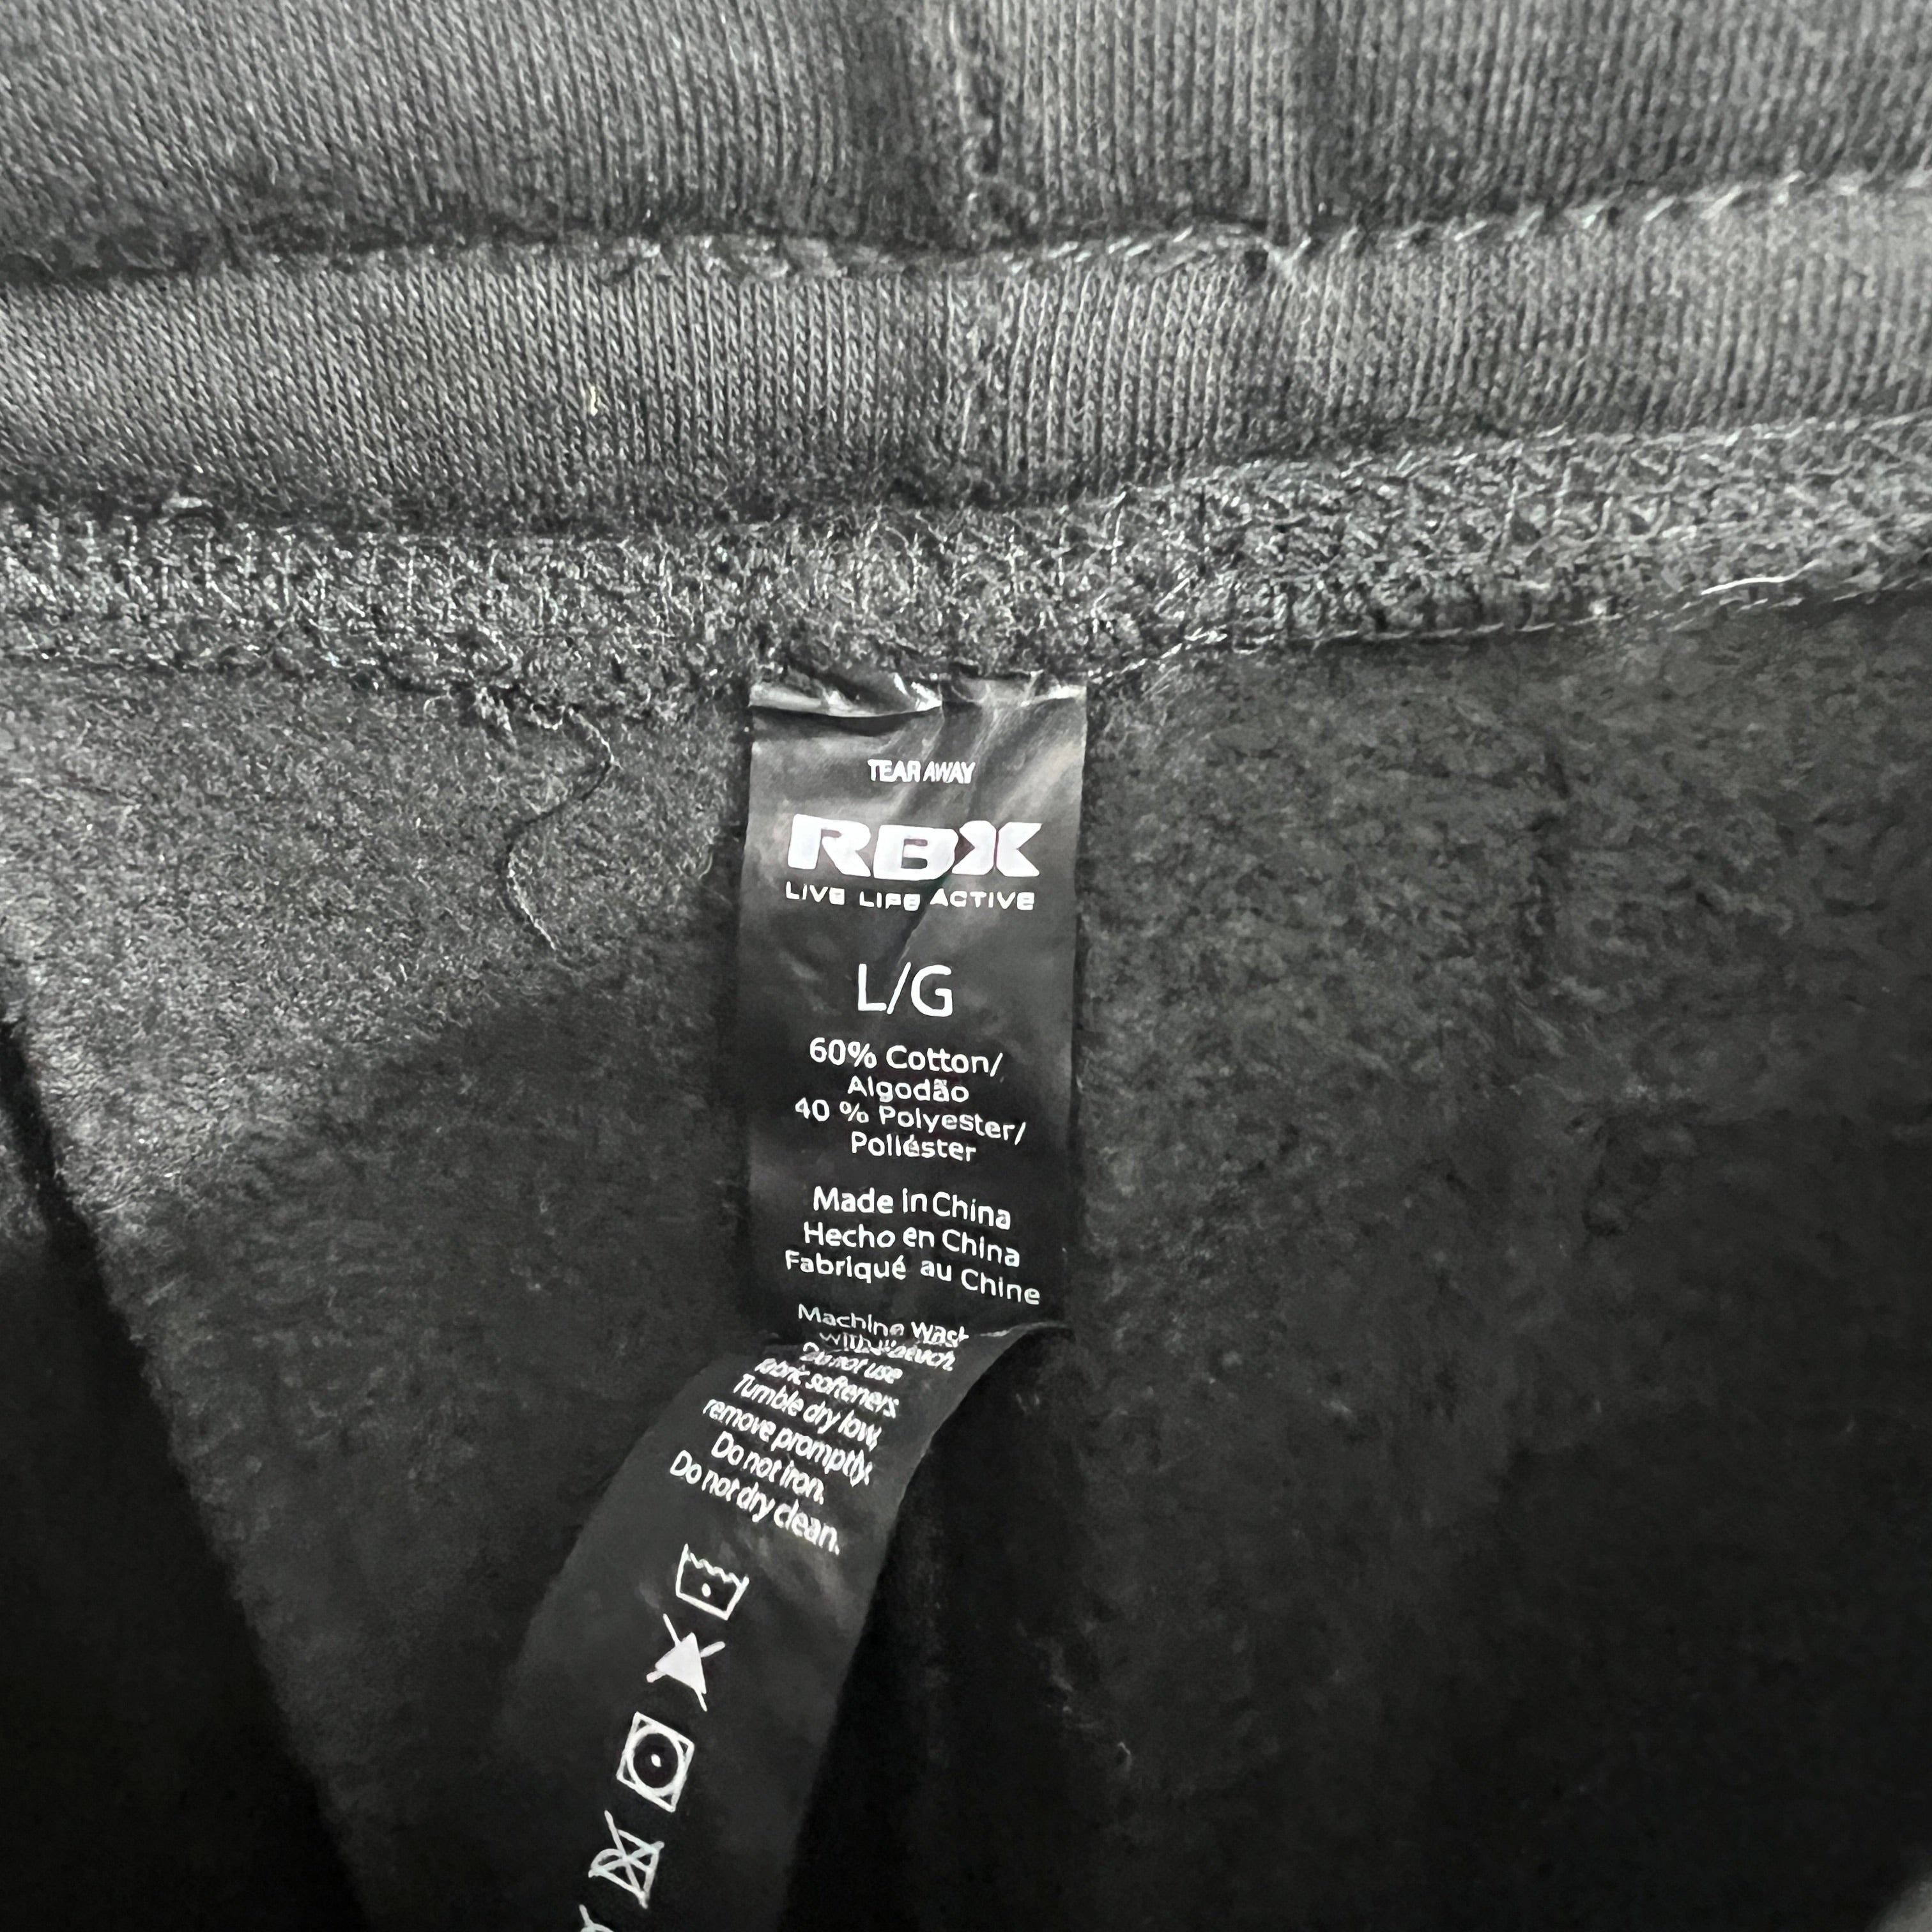 TEAR AWAY
RBX
LIVE LIFE ACTIVE
L/G
60% Cotton/
Algodão
40 % Polyester/
Poliéster
Made in China
Hecho en China
Fabriqué au Chine
Machine Wash
with
Do not use
fabric softeners.
Tumble dry low,
remove promptly.
Do not iron.
Do not dry clean.